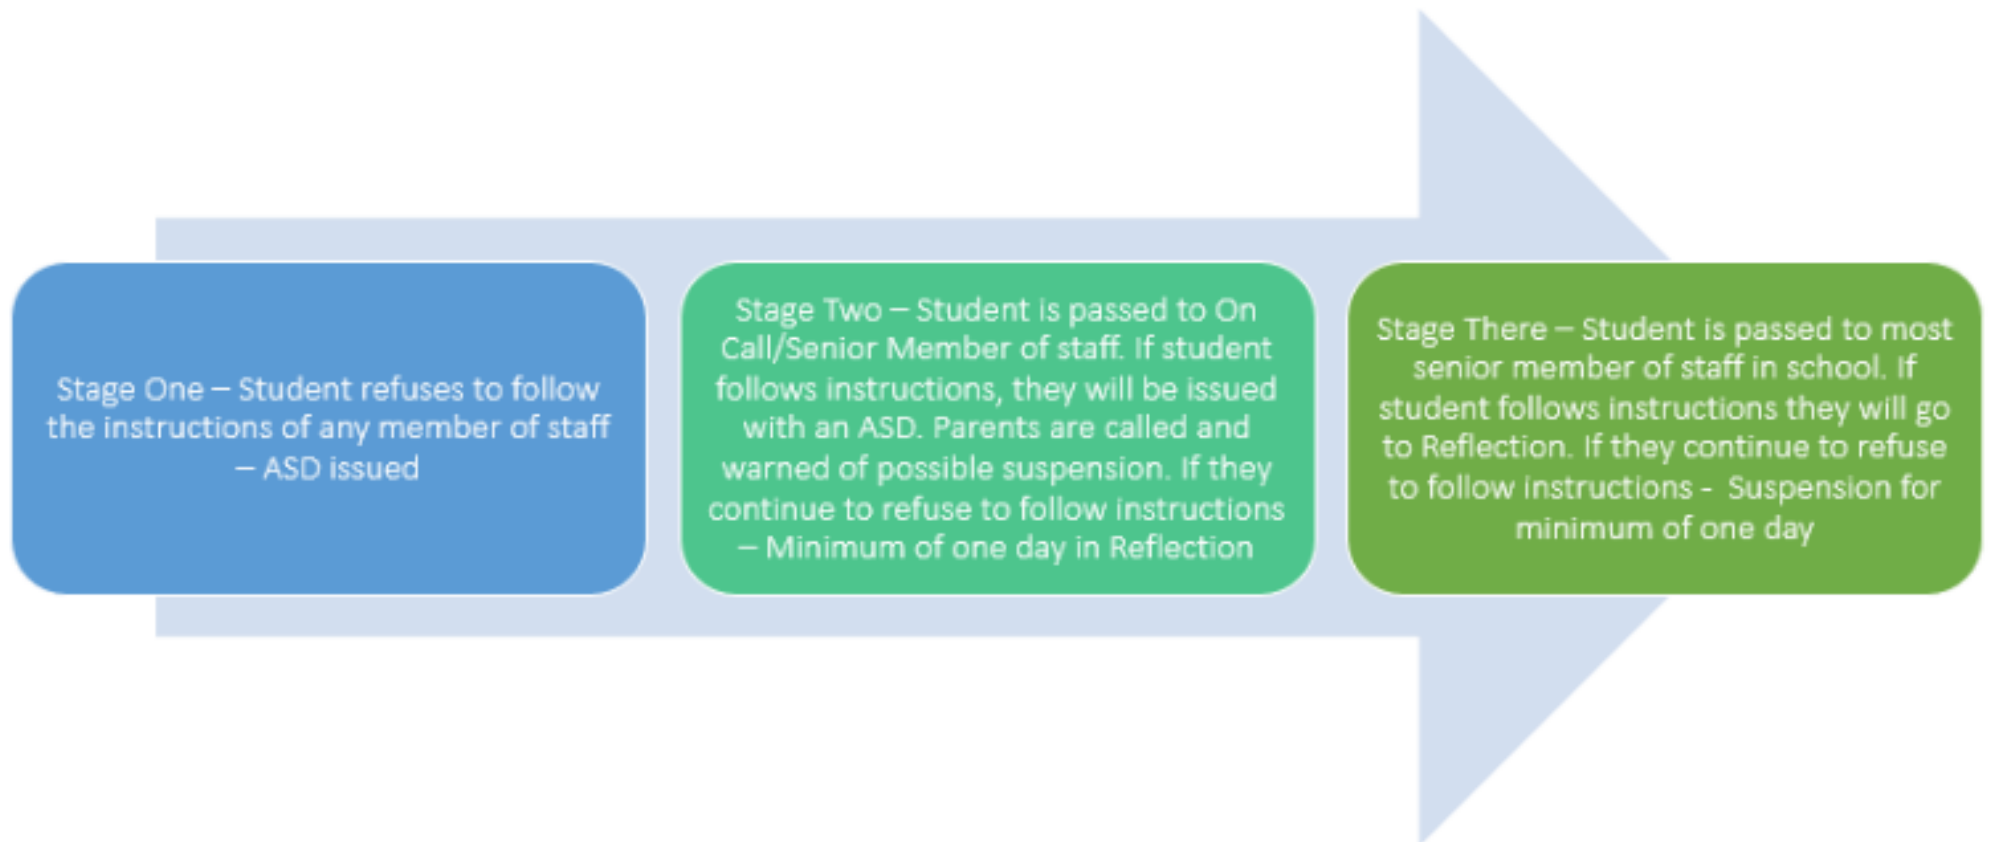 Stage One – Student refuses to follow
the instructions of any member of staff
– ASD issued
Stage Two – Student is passed to On
Call/Senior Member of staff. If student
follows instructions, they will be issued
with an ASD. Parents are called and
warned of possible suspension. If they
continue to refuse to follow instructions
– Minimum of one day in Reflection
Stage There – Student is passed to most
senior member of staff in school. If
student follows instructions they will go
to Reflection. If they continue to refuse
to follow instructions -  Suspension for
minimum of one day